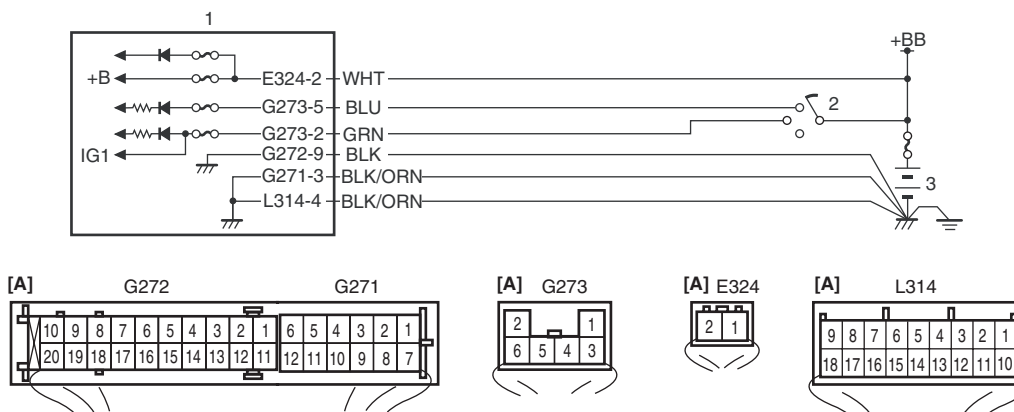 1
+BB
+B
E324-2 WHT
G273-5 BLU
2
G273-2 GRN
IG1
G272-9 BLK
G271-3 BLK/ORN
3
L314-4 BLK/ORN
[A] G272 G271
10 9 8 7 6 5 4 3 2 1 6 5 4 3 2 1
20 19 18 17 16 15 14 13 12 11 12 11 10 9 8 7
[A] G273
2 1
6 5 4 3
[A] E324
2 1
[A] L314
9 8 7 6 5 4 3 2 1
18 17 16 15 14 13 12 11 10